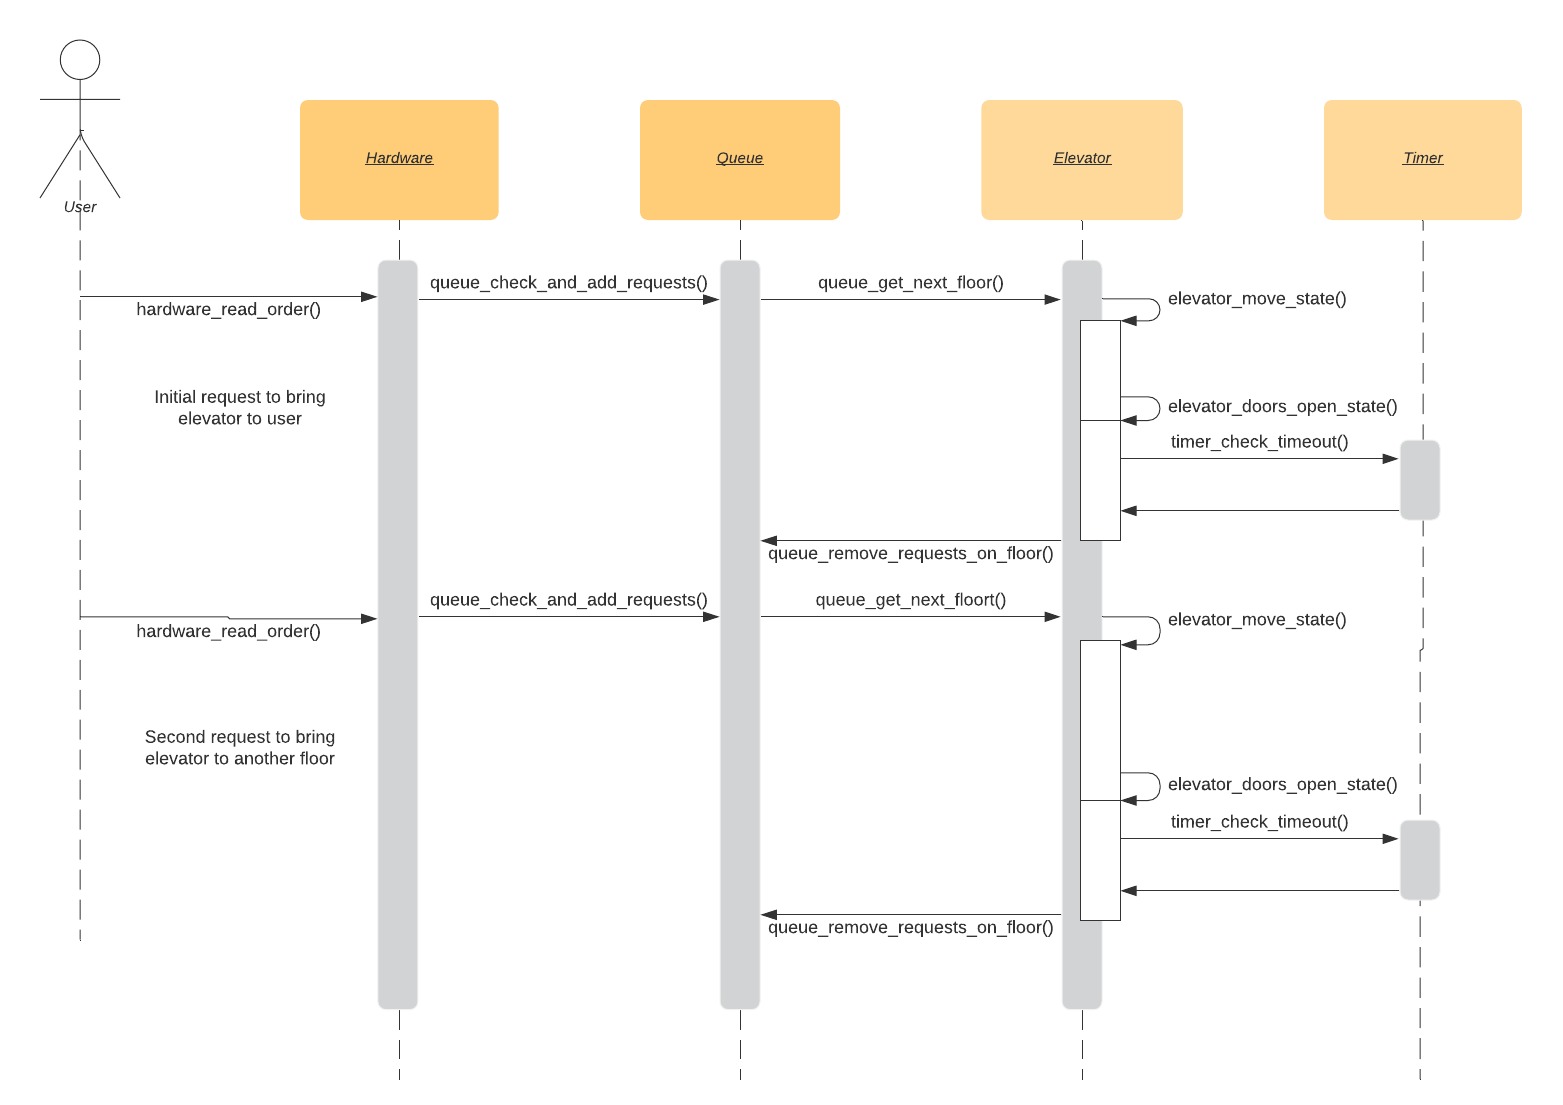 User
Hardware
Queue
Elevator
Timer
hardware_read_order()
queue_check_and_add_requests()
queue_get_next_floor()
elevator_move_state()
Initial request to bring
elevator to user
elevator_doors_open_state()
timer_check_timeout()
queue_remove_requests_on_floor()
hardware_read_order()
queue_check_and_add_requests()
queue_get_next_floort()
elevator_move_state()
Second request to bring
elevator to another floor
elevator_doors_open_state()
timer_check_timeout()
queue_remove_requests_on_floor()